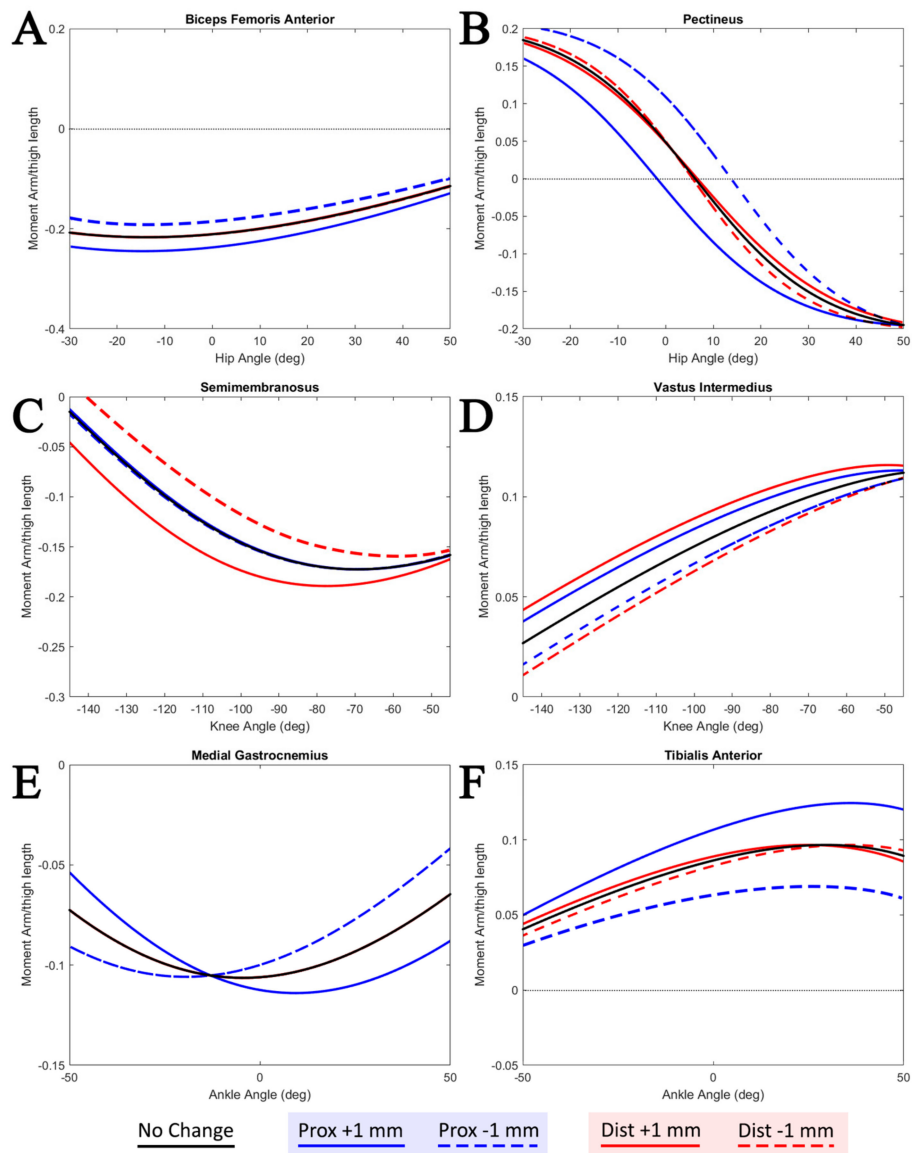 A
Biceps Femoris Anterior
0.2
0
-0.2
-0.4
Moment Arm/thigh length
-30 -20 -10 0 10 20 30 40 50
Hip Angle (deg)
B
Pectineus
0.2
0.15
0.1
0.05
0
-0.05
-0.1
-0.15
-0.2
Moment Arm/thigh length
-30 -20 -10 0 10 20 30 40 50
Hip Angle (deg)
C
Semimembranosus
0
-0.05
-0.1
-0.15
-0.2
-0.25
-0.3
Moment Arm/thigh length
-140 -130 -120 -110 -100 -90 -80 -70 -60 -50
Knee Angle (deg)
D
Vastus Intermedius
0.15
0.1
0.05
0
Moment Arm/thigh length
-140 -130 -120 -110 -100 -90 -80 -70 -60 -50
Knee Angle (deg)
E
Medial Gastrocnemius
0
-0.05
-0.1
-0.15
Moment Arm/thigh length
-50 0 50
Ankle Angle (deg)
F
Tibialis Anterior
0.15
0.1
0.05
0
-0.05
Moment Arm/thigh length
-50 0 50
Ankle Angle (deg)
No Change Prox +1 mm Prox -1 mm Dist +1 mm Dist -1 mm